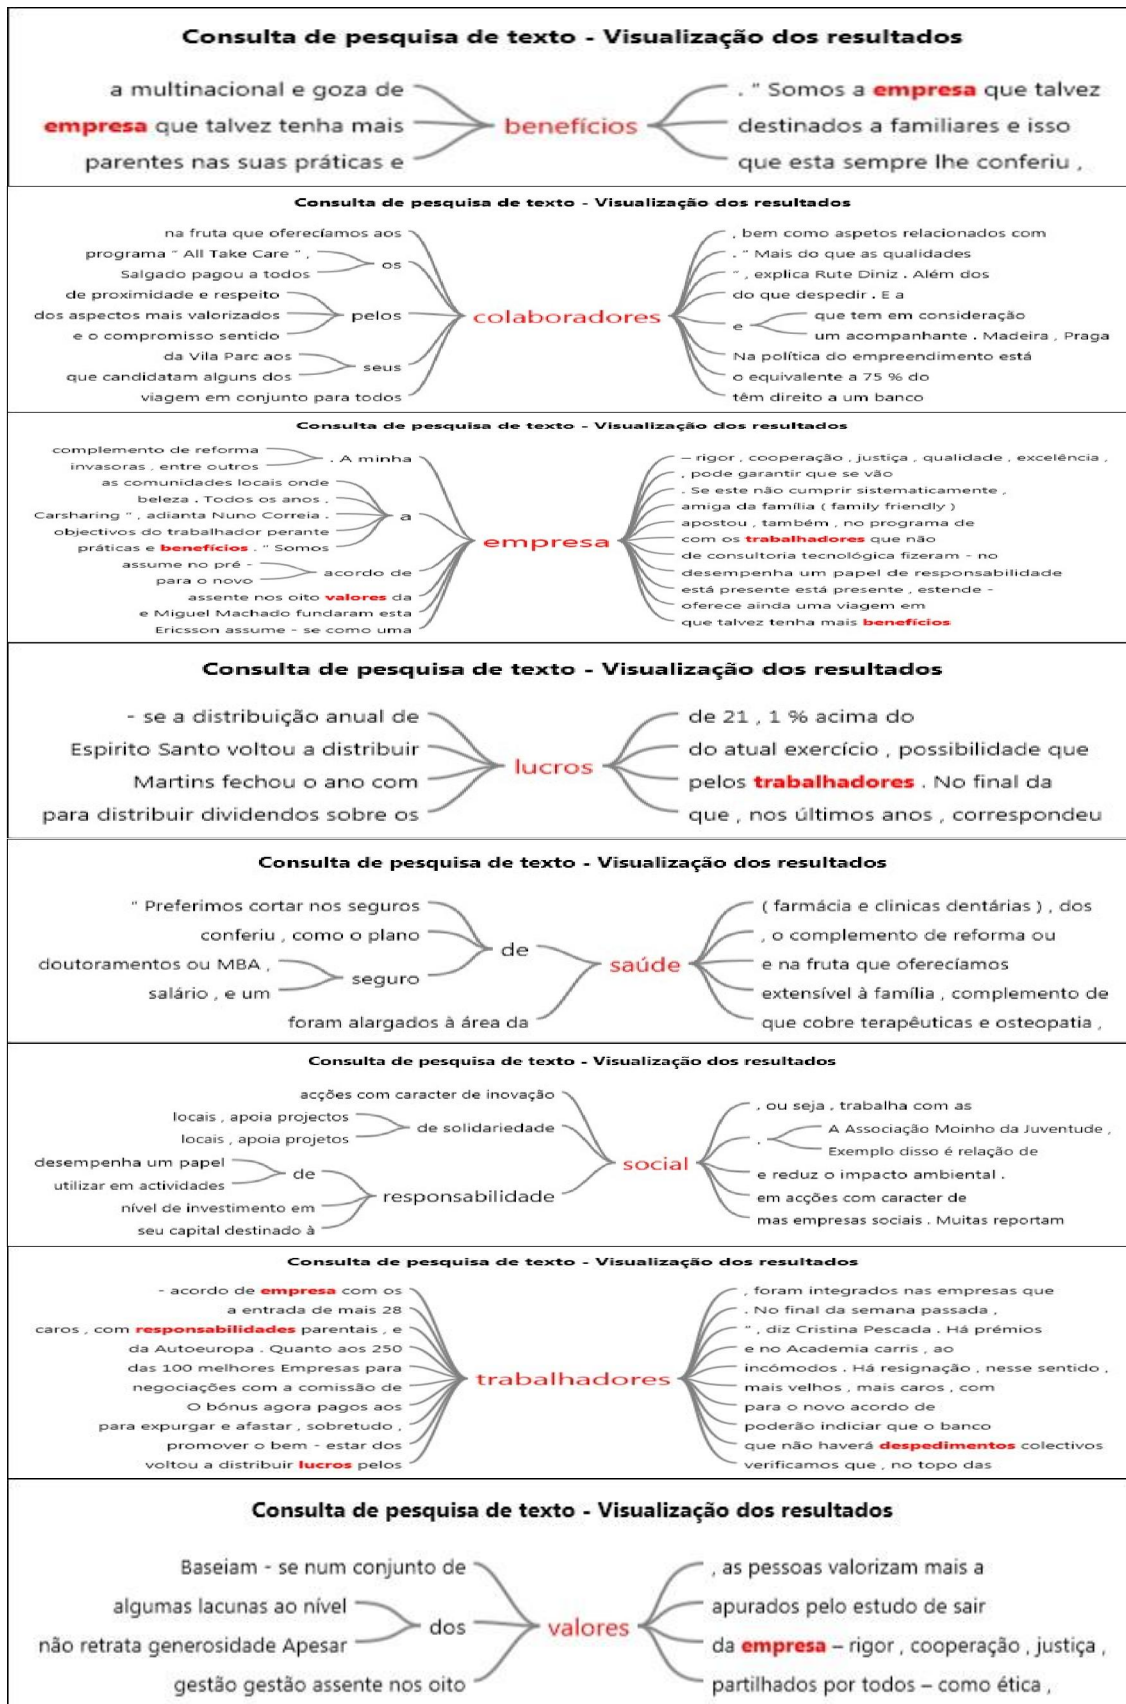 Consulta de pesquisa de texto - Visualização dos resultados
a multinacional e goza de
empresa que talvez tenha mais
parentes nas suas práticas e
benefícios
. " Somos a empresa que talvez
destinados a familiares e isso
que esta sempre lhe conferiu ,
Consulta de pesquisa de texto - Visualização dos resultados
na fruta que oferecíamos aos
programa " All Take Care " ,
Salgado pagou a todos
os
de proximidade e respeito
dos aspectos mais valorizados
e o compromisso sentido
pelos
da Vila Parc aos
que candidatam alguns dos
seus
viagem em conjunto para todos
colaboradores
, bem como aspetos relacionados com
. " Mais do que as qualidades
" , explica Rute Diniz . Além dos
do que despedir . E a
e
que tem em consideração
um acompanhante . Madeira , Praga
Na política do empreendimento está
o equivalente a 75 % do
têm direito a um banco
Consulta de pesquisa de texto - Visualização dos resultados
complemento de reforma
invasoras , entre outros
. A minha
as comunidades locais onde
beleza . Todos os anos .
Carsharing " , adianta Nuno Correia .
objectivos do trabalhador perante
práticas e benefícios . " Somos
a
assume no pré -
para o novo
acordo de
assente nos oito valores da
e Miguel Machado fundaram esta
Ericsson assume - se como uma
empresa
– rigor , cooperação , justiça , qualidade , excelência ,
, pode garantir que se vão
. Se este não cumprir sistematicamente ,
amiga da família ( family friendly )
apostou , também , no programa de
com os trabalhadores que não
de consultoria tecnológica fizeram - no
desempenha um papel de responsabilidade
está presente está presente , estende -
oferece ainda uma viagem em
que talvez tenha mais benefícios
Consulta de pesquisa de texto - Visualização dos resultados
- se a distribuição anual de
Espirito Santo voltou a distribuir
Martins fechou o ano com
para distribuir dividendos sobre os
lucros
de 21 , 1 % acima do
do atual exercício , possibilidade que
pelos trabalhadores . No final da
que , nos últimos anos , correspondeu
Consulta de pesquisa de texto - Visualização dos resultados
" Preferimos cortar nos seguros
conferiu , como o plano
doutoramentos ou MBA ,
salário , e um
seguro
de
foram alargados à área da
saúde
( farmácia e clinicas dentárias ) , dos
, o complemento de reforma ou
e na fruta que oferecíamos
extensível à família , complemento de
que cobre terapêuticas e osteopatia ,
Consulta de pesquisa de texto - Visualização dos resultados
acções com caracter de inovação
locais , apoia projectos
locais , apoia projetos
de solidariedade
desempenha um papel
utilizar em actividades
de
nível de investimento em
seu capital destinado à
responsabilidade
social
, ou seja , trabalha com as
.
A Associação Moinho da Juventude ,
Exemplo disso é relação de
e reduz o impacto ambiental .
em acções com caracter de
mas empresas sociais . Muitas reportam
Consulta de pesquisa de texto - Visualização dos resultados
- acordo de empresa com os
a entrada de mais 28
caros , com responsabilidades parentais , e
da Autoeuropa . Quanto aos 250
das 100 melhores Empresas para
negociações com a comissão de
O bónus agora pagos aos
para expurgar e afastar , sobretudo ,
promover o bem - estar dos
voltou a distribuir lucros pelos
trabalhadores
, foram integrados nas empresas que
. No final da semana passada ,
" , diz Cristina Pescada . Há prémios
e no Academia carris , ao
incómodos . Há resignação , nesse sentido ,
mais velhos , mais caros , com
para o novo acordo de
poderão indiciar que o banco
que não haverá despedimentos colectivos
verificamos que , no topo das
Consulta de pesquisa de texto - Visualização dos resultados
Baseiam - se num conjunto de
algumas lacunas ao nível
não retrata generosidade Apesar
dos
gestão gestão assente nos oito
valores
, as pessoas valorizam mais a
apurados pelo estudo de sair
da empresa – rigor , cooperação , justiça ,
partilhados por todos – como ética ,